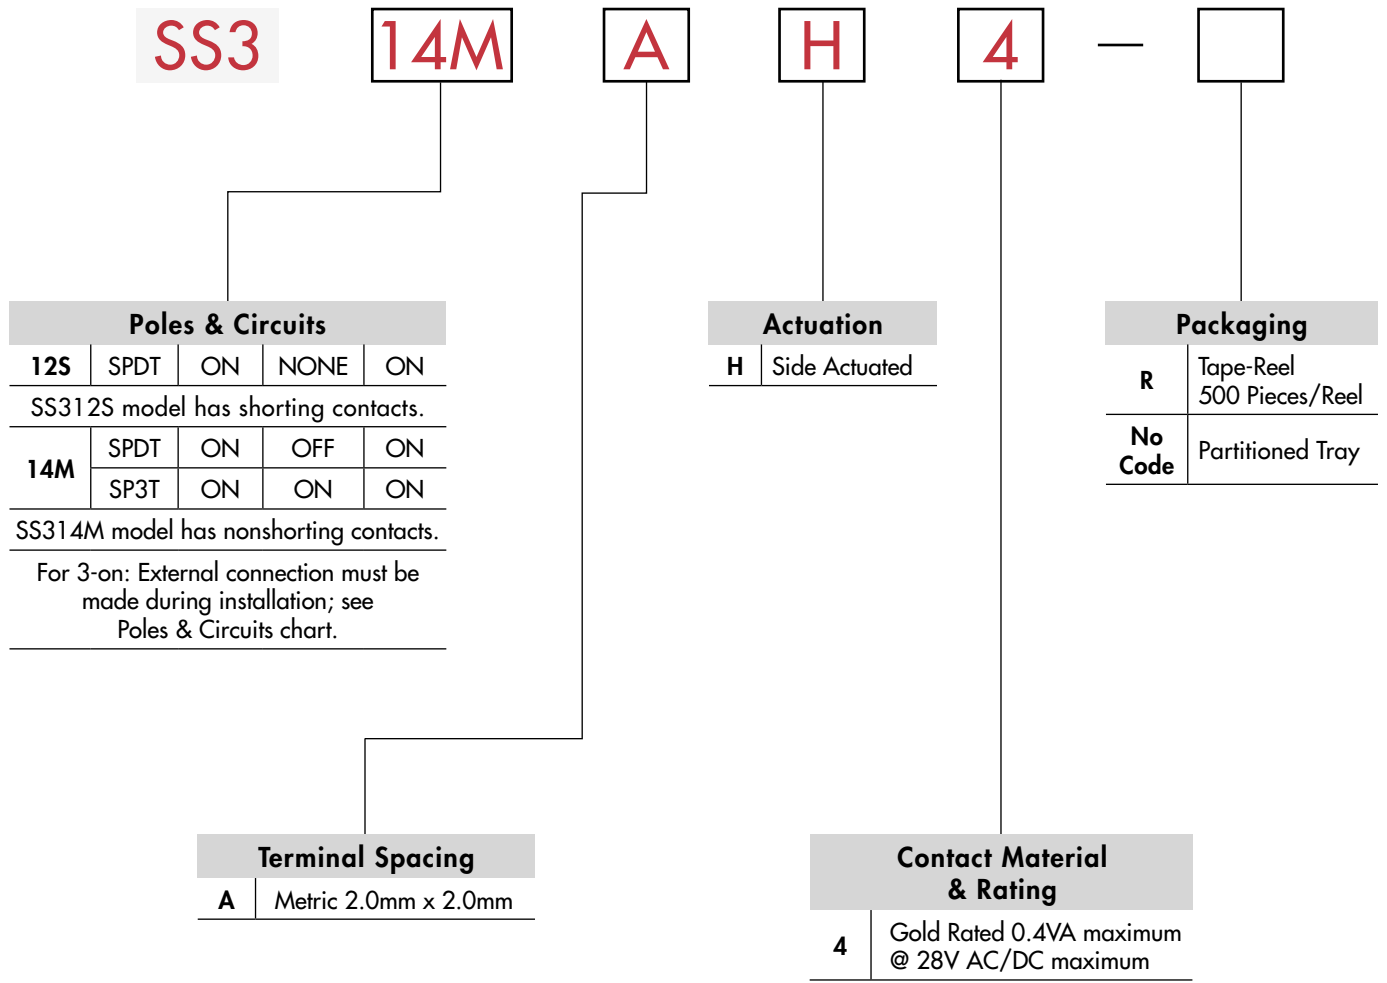 SS3 14M A H 4 —
Poles & Circuits
12S SPDT ON NONE ON
SS312S model has shorting contacts.
14M
SPDT ON OFF ON
SP3T ON ON ON
SS314M model has nonshorting contacts.
For 3-on: External connection must be
made during installation; see
Poles & Circuits chart.
Actuation
H Side Actuated
Packaging
R
Tape-Reel
500 Pieces/Reel
No
Code
Partitioned Tray
Terminal Spacing
A Metric 2.0mm x 2.0mm
Contact Material
& Rating
4
Gold Rated 0.4VA maximum
@ 28V AC/DC maximum